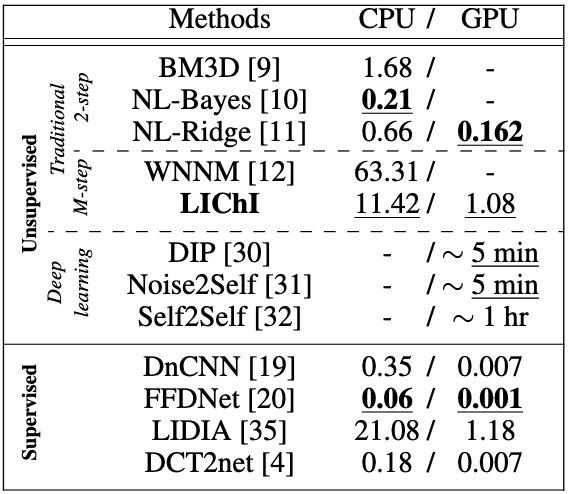 Methods CPU / GPU
Unsupervised
Traditional
2-step
BM3D [9] 1.68 / -
NL-Bayes [10] 0.21 / -
NL-Ridge [11] 0.66 / 0.162
M-step
WNNM [12] 63.31 / -
LIChI 11.42 / 1.08
Deep
learning
DIP [30] - / ~ 5 min
Noise2Self [31] - / ~ 5 min
Self2Self [32] - / ~ 1 hr
Supervised
DnCNN [19] 0.35 / 0.007
FFDNet [20] 0.06 / 0.001
LIDIA [35] 21.08 / 1.18
DCT2net [4] 0.18 / 0.007